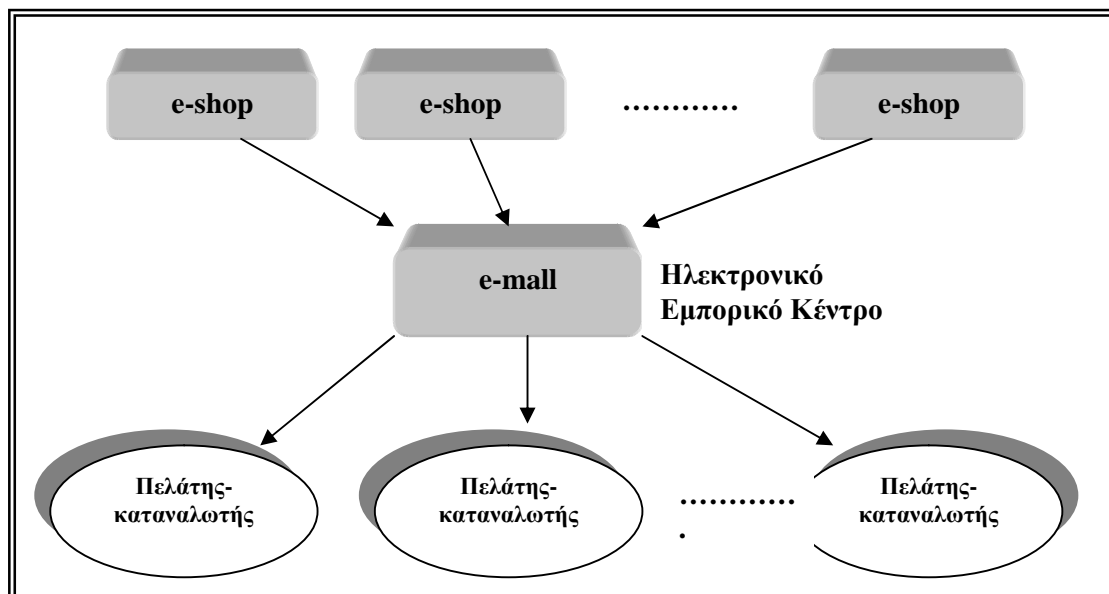 e-shop
e-shop
............
e-shop
e-mall
Ηλεκτρονικό
Εμπορικό Κέντρο
Πελάτης-
καταναλωτής
Πελάτης-
καταναλωτής
............
.
Πελάτης-
καταναλωτής